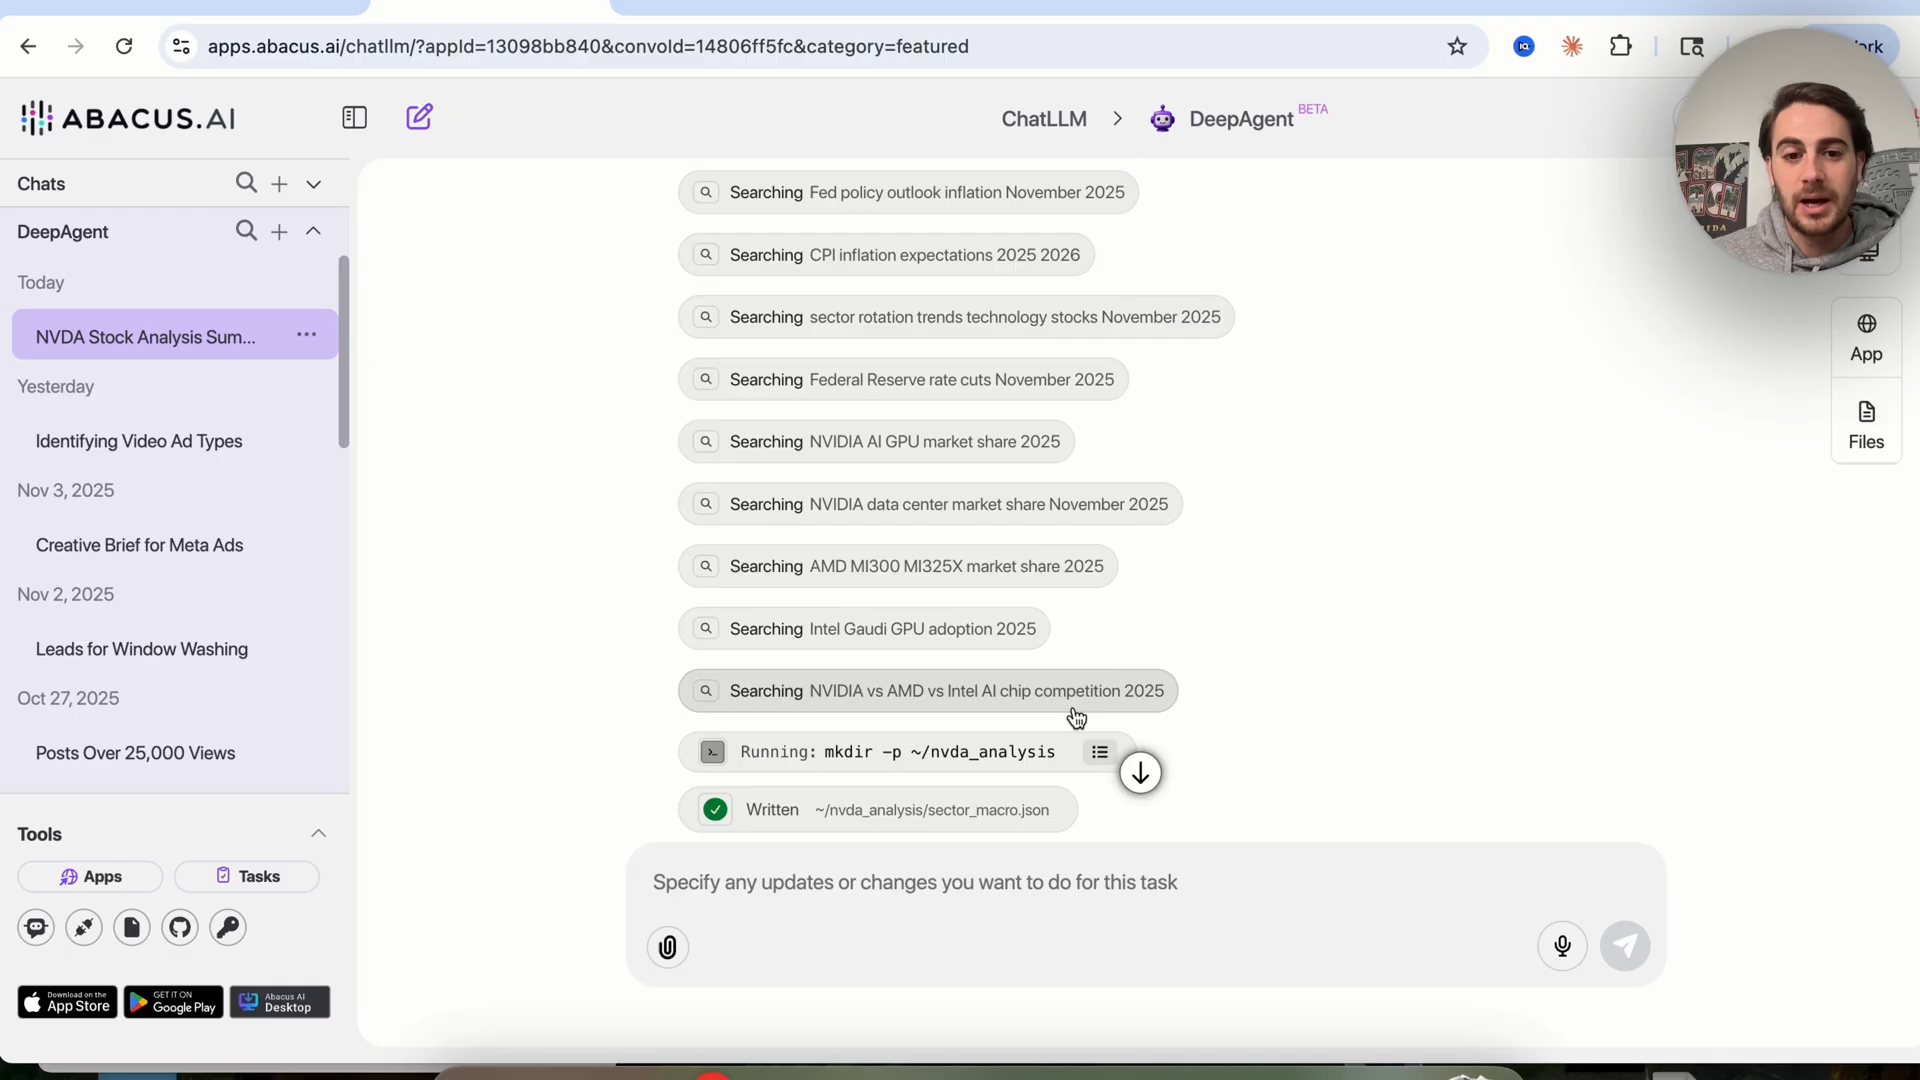 apps.abacus.ai/chatllm/?appId=13098bb840&convoId=14806ff5fc&category=featured
ABACUS.AI
ChatLLM > DeepAgent BETA
Chats
DeepAgent
Today
NVDA Stock Analysis Sum...
Yesterday
Identifying Video Ad Types
Nov 3, 2025
Creative Brief for Meta Ads
Nov 2, 2025
Leads for Window Washing
Oct 27, 2025
Posts Over 25,000 Views
Tools
Apps
Tasks
Download on the App Store
GET IT ON Google Play
Abacus AI Desktop
Searching Fed policy outlook inflation November 2025
Searching CPI inflation expectations 2025 2026
Searching sector rotation trends technology stocks November 2025
Searching Federal Reserve rate cuts November 2025
Searching NVIDIA AI GPU market share 2025
Searching NVIDIA data center market share November 2025
Searching AMD MI300 MI325X market share 2025
Searching Intel Gaudi GPU adoption 2025
Searching NVIDIA vs AMD vs Intel AI chip competition 2025
Running: mkdir -p ~/nvda_analysis
Written ~/nvda_analysis/sector_macro.json
Specify any updates or changes you want to do for this task
App
Files